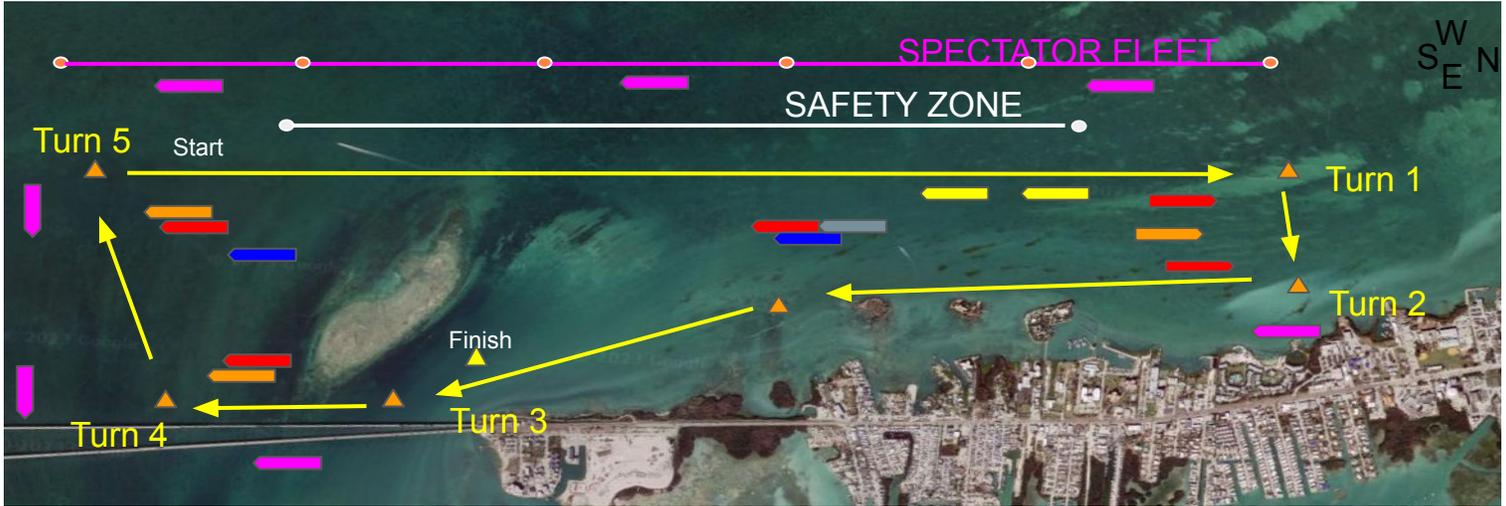 W
SPECTATOR FLEET
S N
E
SAFETY ZONE
Turn 5
Start
Turn 1
Turn 2
Finish
Turn 3
Turn 4